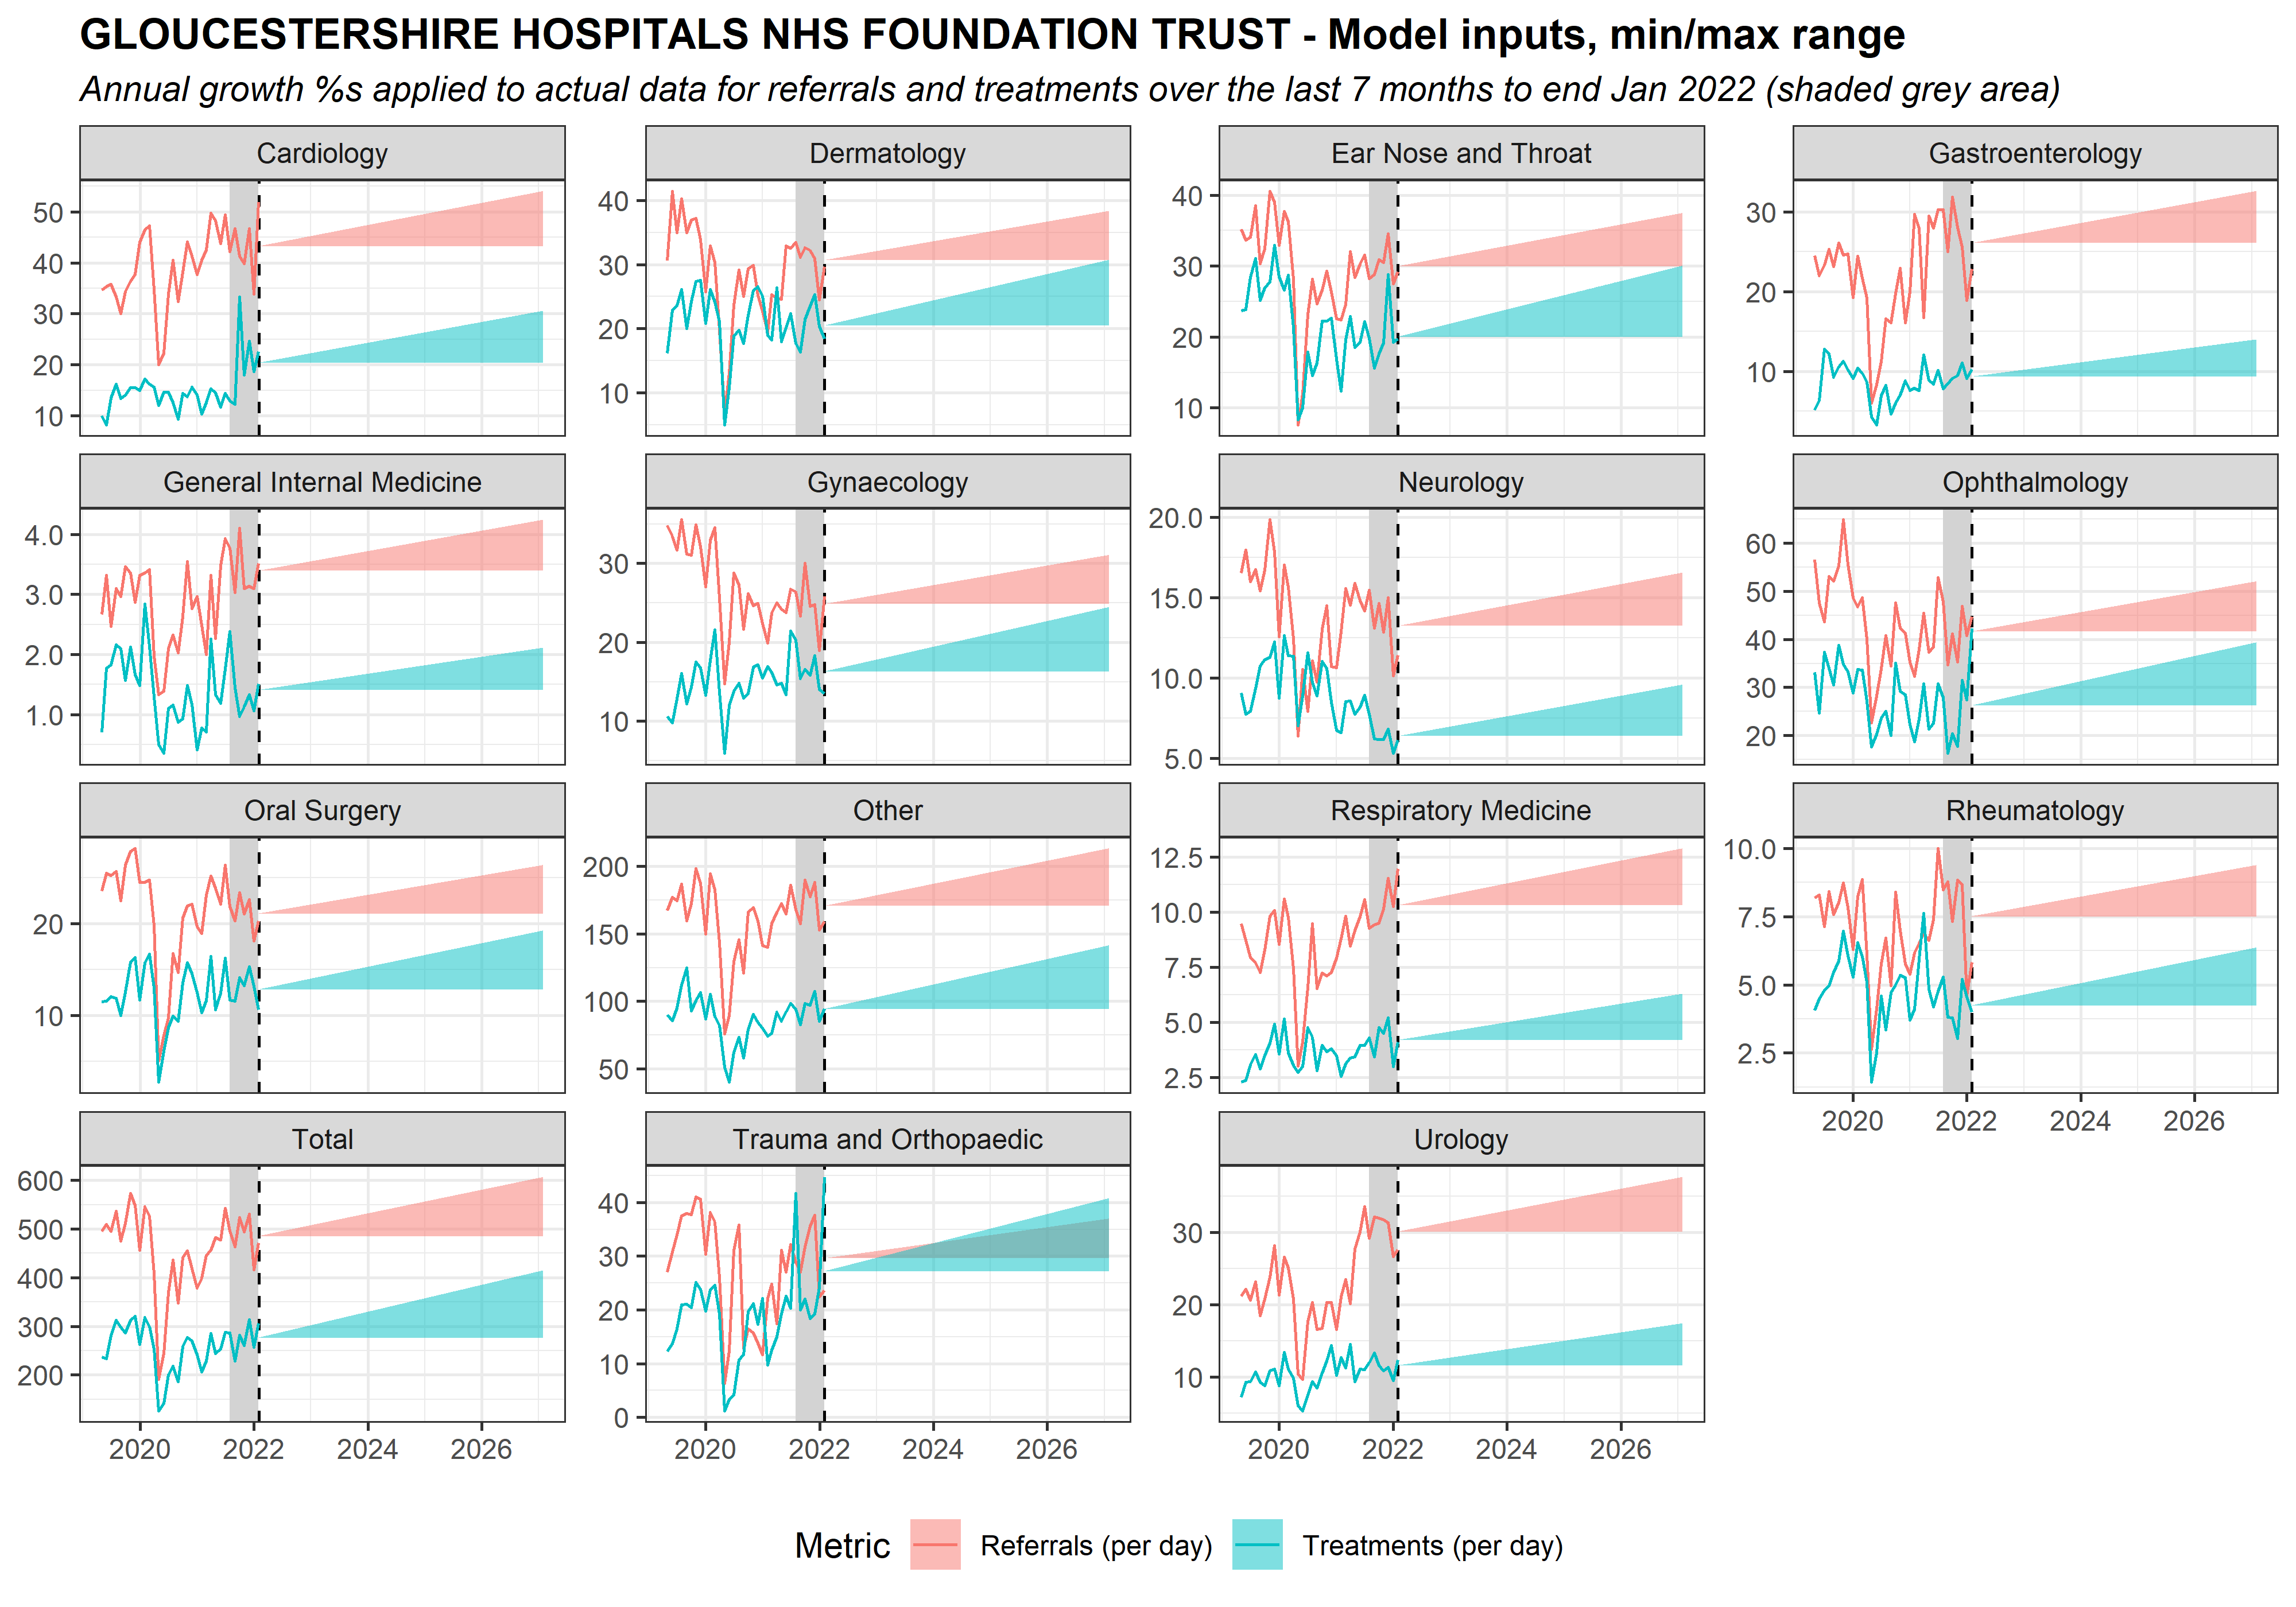 GLOUCESTERSHIRE HOSPITALS NHS FOUNDATION TRUST - Model inputs, min/max range
Annual growth %s applied to actual data for referrals and treatments over the last 7 months to end Jan 2022 (shaded grey area)
Cardiology
50
40
30
20
10
Dermatology
40
30
20
10
Ear Nose and Throat
40
30
20
10
Gastroenterology
30
20
10
General Internal Medicine
4.0
3.0
2.0
1.0
Gynaecology
30
20
10
Neurology
20.0
15.0
10.0
5.0
Ophthalmology
60
50
40
30
20
Oral Surgery
20
10
Other
200
150
100
50
Respiratory Medicine
12.5
10.0
7.5
5.0
2.5
Rheumatology
10.0
7.5
5.0
2.5
2020 2022 2024 2026
Total
600
500
400
300
200
2020 2022 2024 2026
Trauma and Orthopaedic
40
30
20
10
0
2020 2022 2024 2026
Urology
30
20
10
2020 2022 2024 2026
Metric Referrals (per day) Treatments (per day)